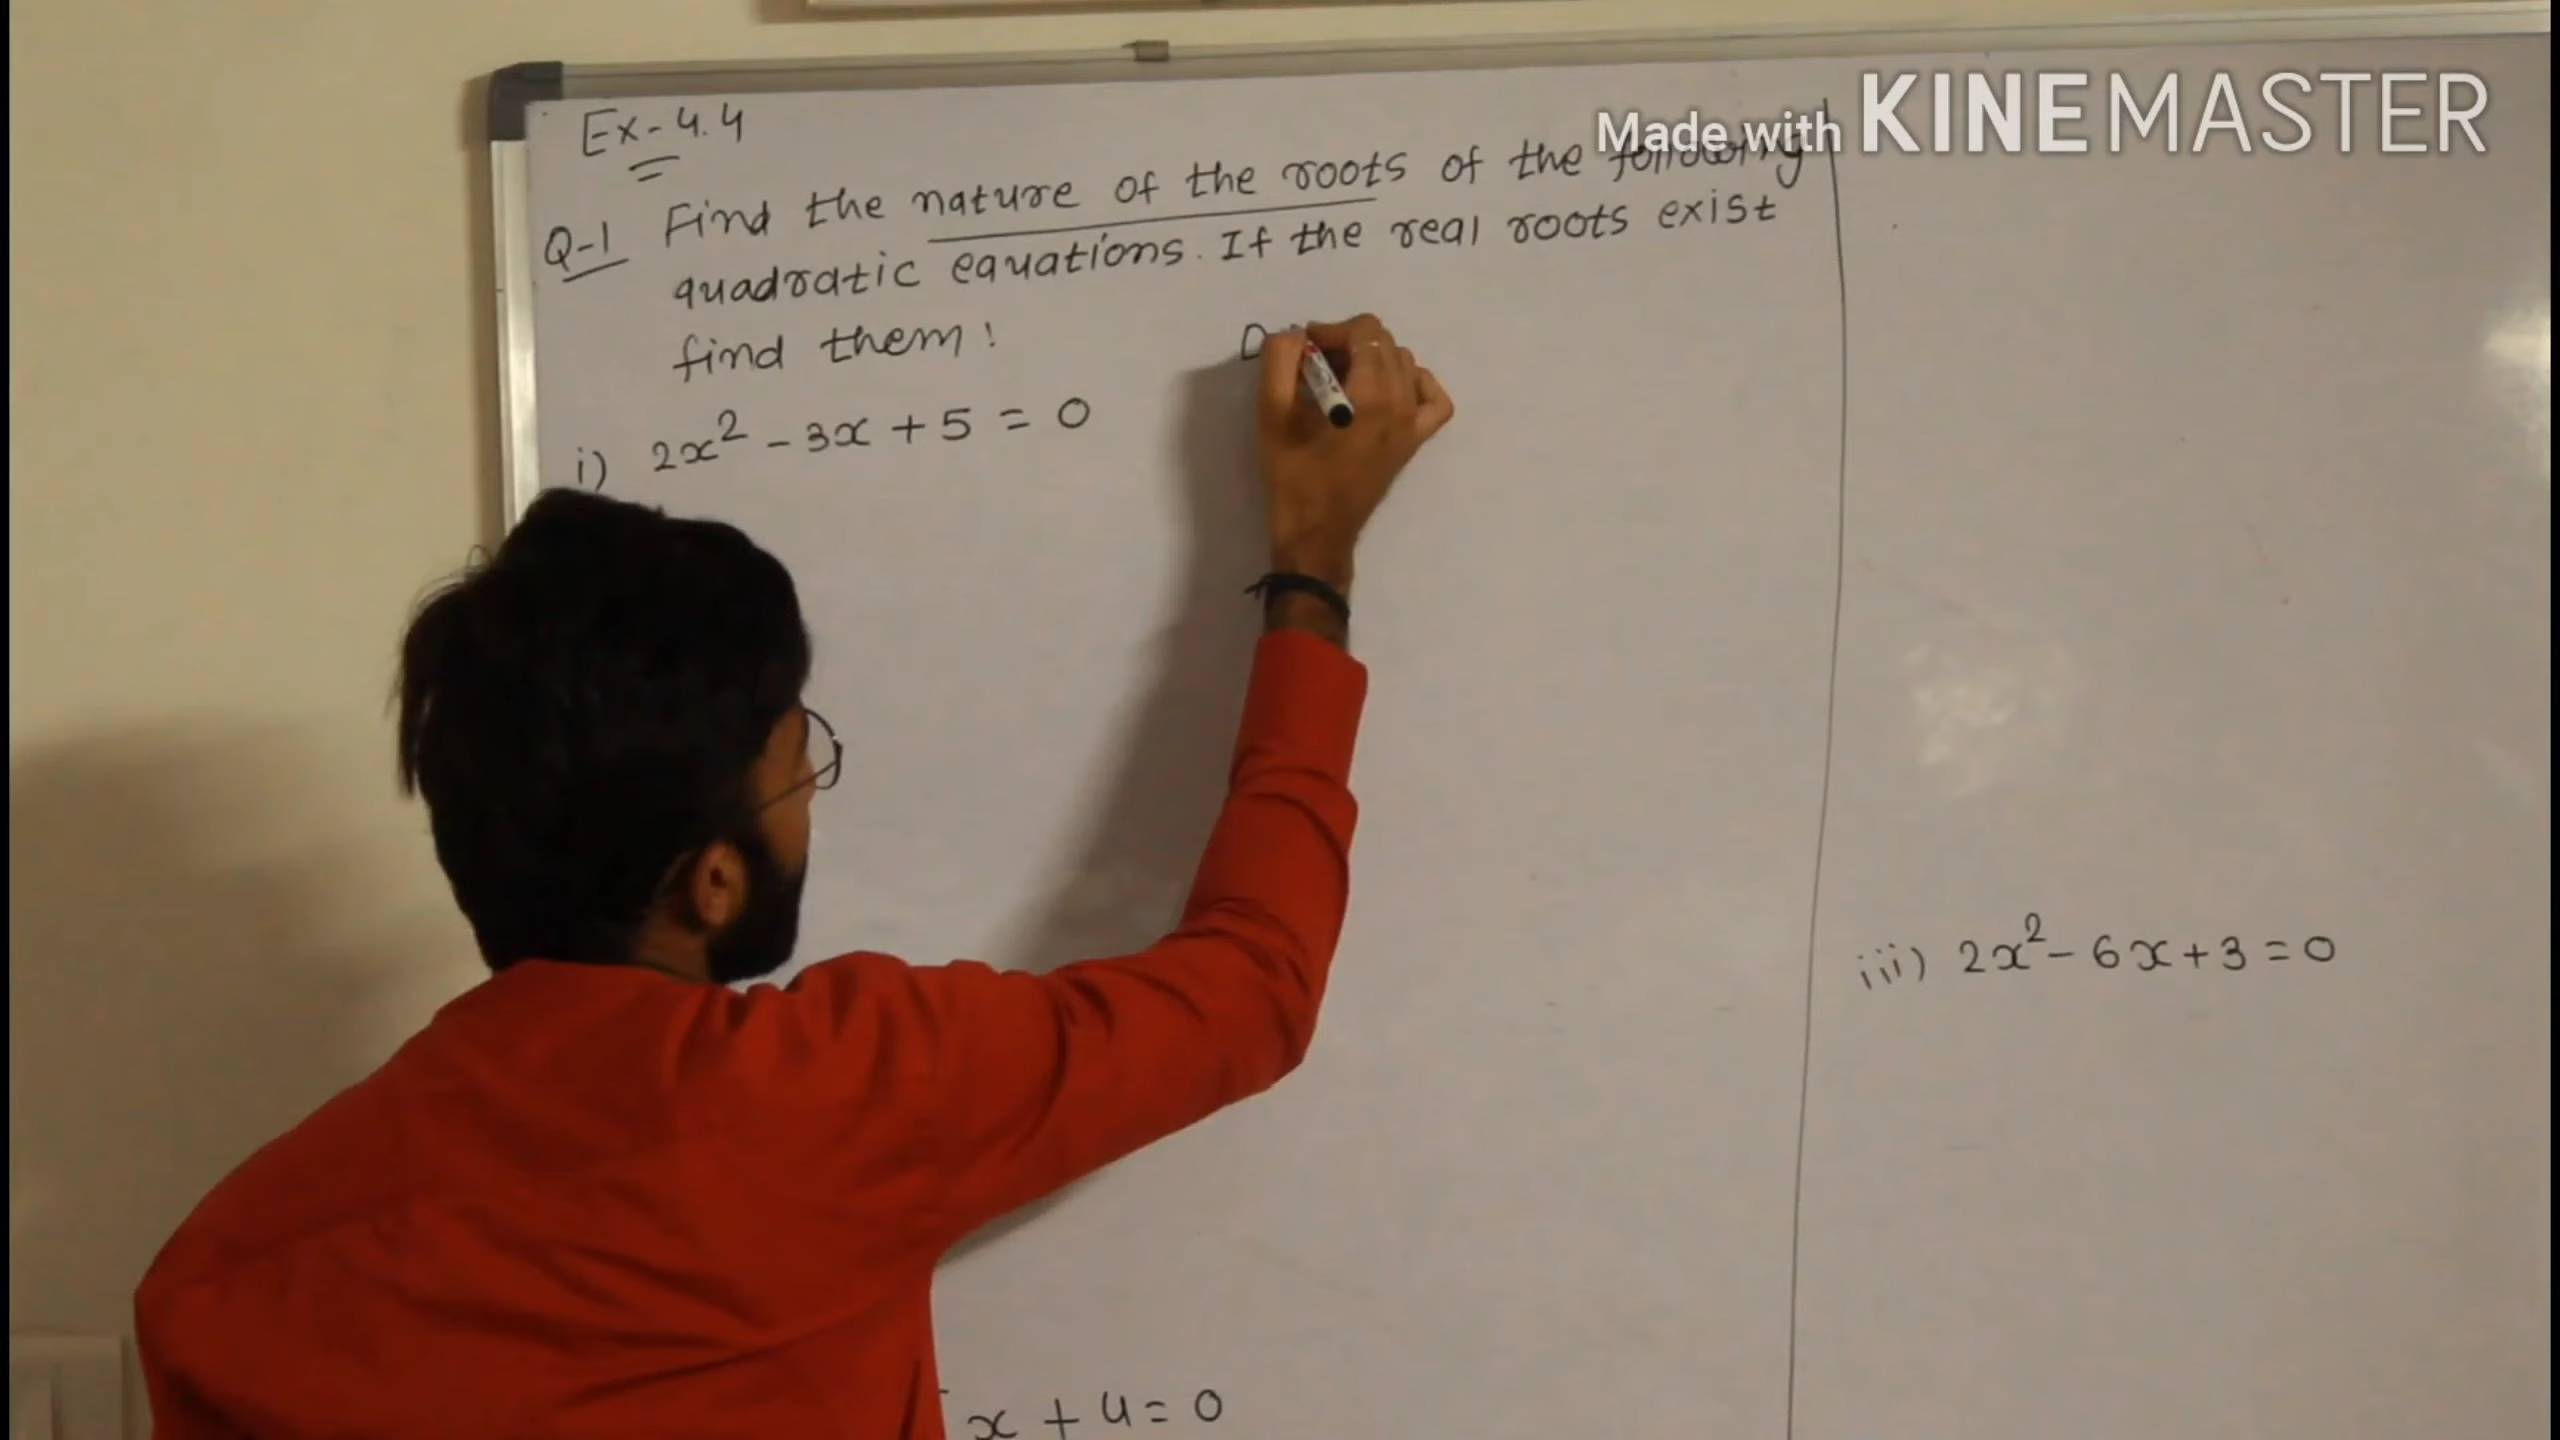 Made with KINEMASTER
Ex-4.4
Q-1 Find the nature of the roots of the following
quadratic equations. If the real roots exist
find them!
D
i) 2x² - 3x + 5 = 0
iii) 2x² - 6x + 3 = 0
x + 4 = 0